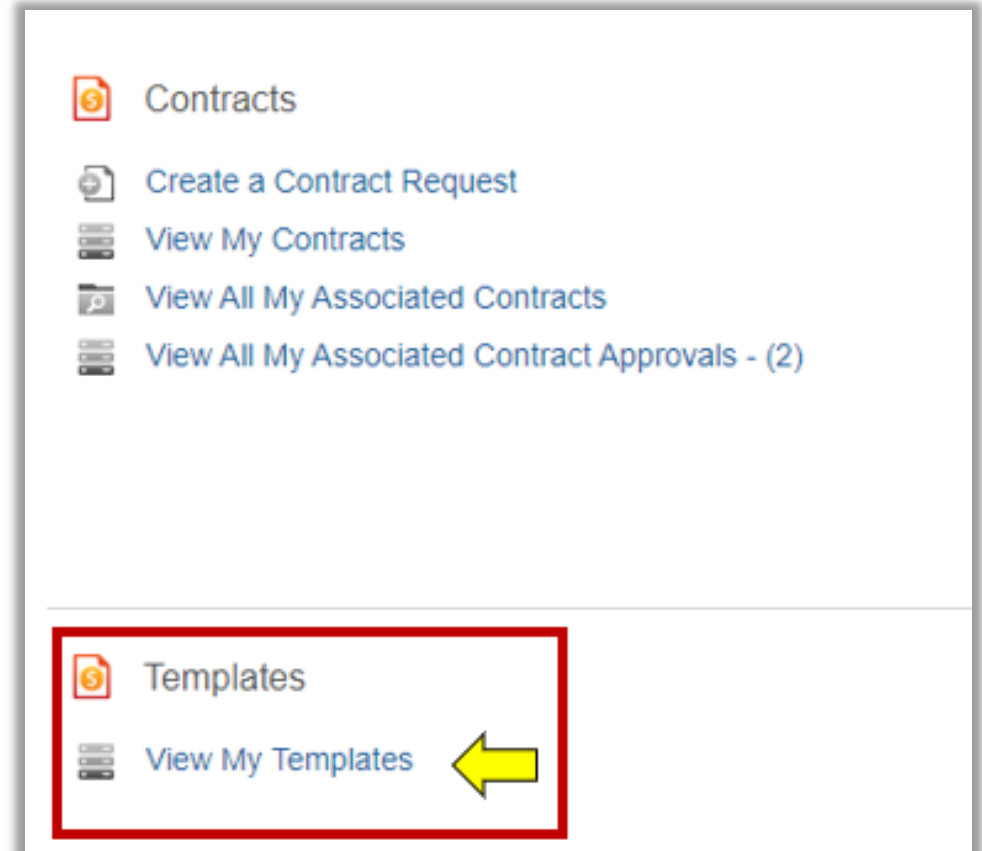 Contracts
Create a Contract Request
View My Contracts
View All My Associated Contracts
View All My Associated Contract Approvals - (2)
Templates
View My Templates